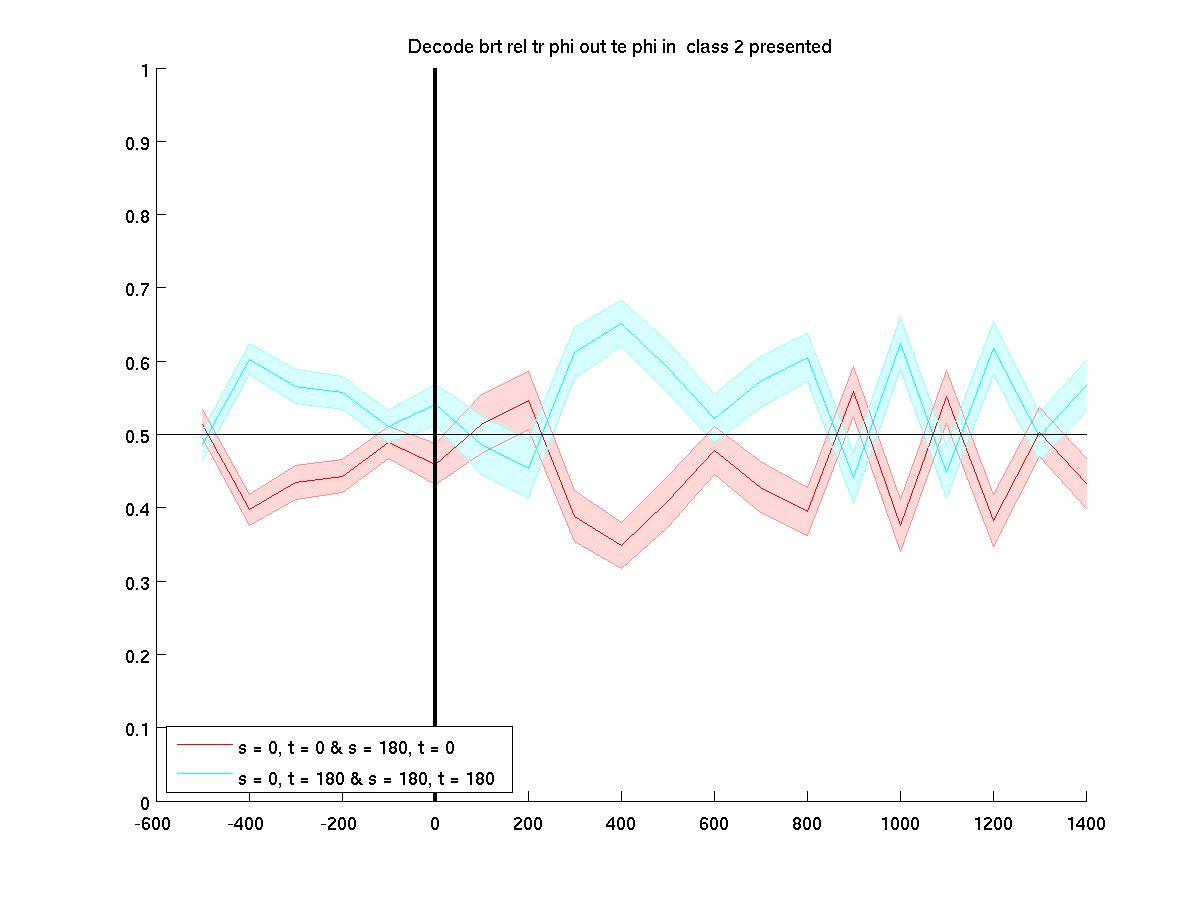 Decode brt rel tr phi out te phi in  class 2 presented
1
0.9
0.8
0.7
0.6
0.5
0.4
0.3
0.2
0.1
0
s = 0, t = 0 & s = 180, t = 0
s = 0, t = 180 & s = 180, t = 180
-600 -400 -200 0 200 400 600 800 1000 1200 1400